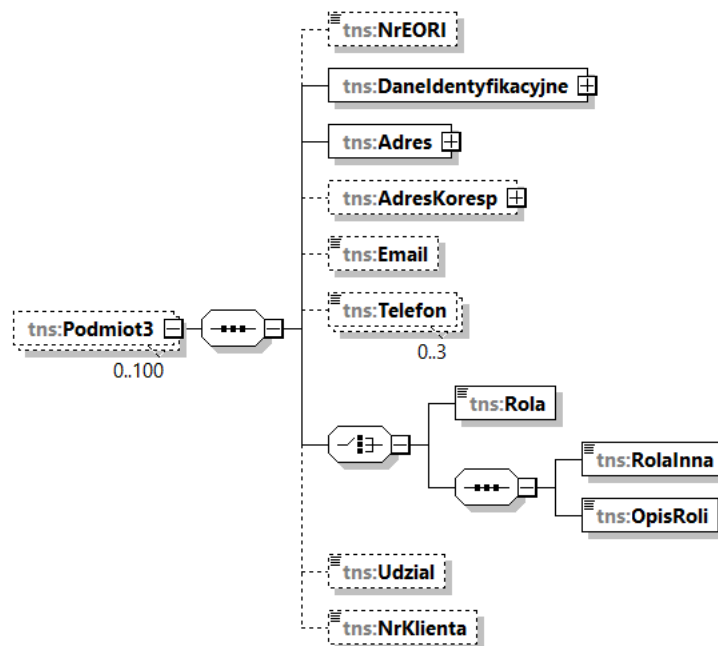 tns:NrEORI
tns:DaneIdentyfikacyjne
tns:Adres
tns:AdresKoresp
tns:Email
tns:Telefon
0..3
tns:Podmiot3
0..100
tns:Rola
tns:RolaInna
tns:OpisRoli
tns:Udzial
tns:NrKlienta